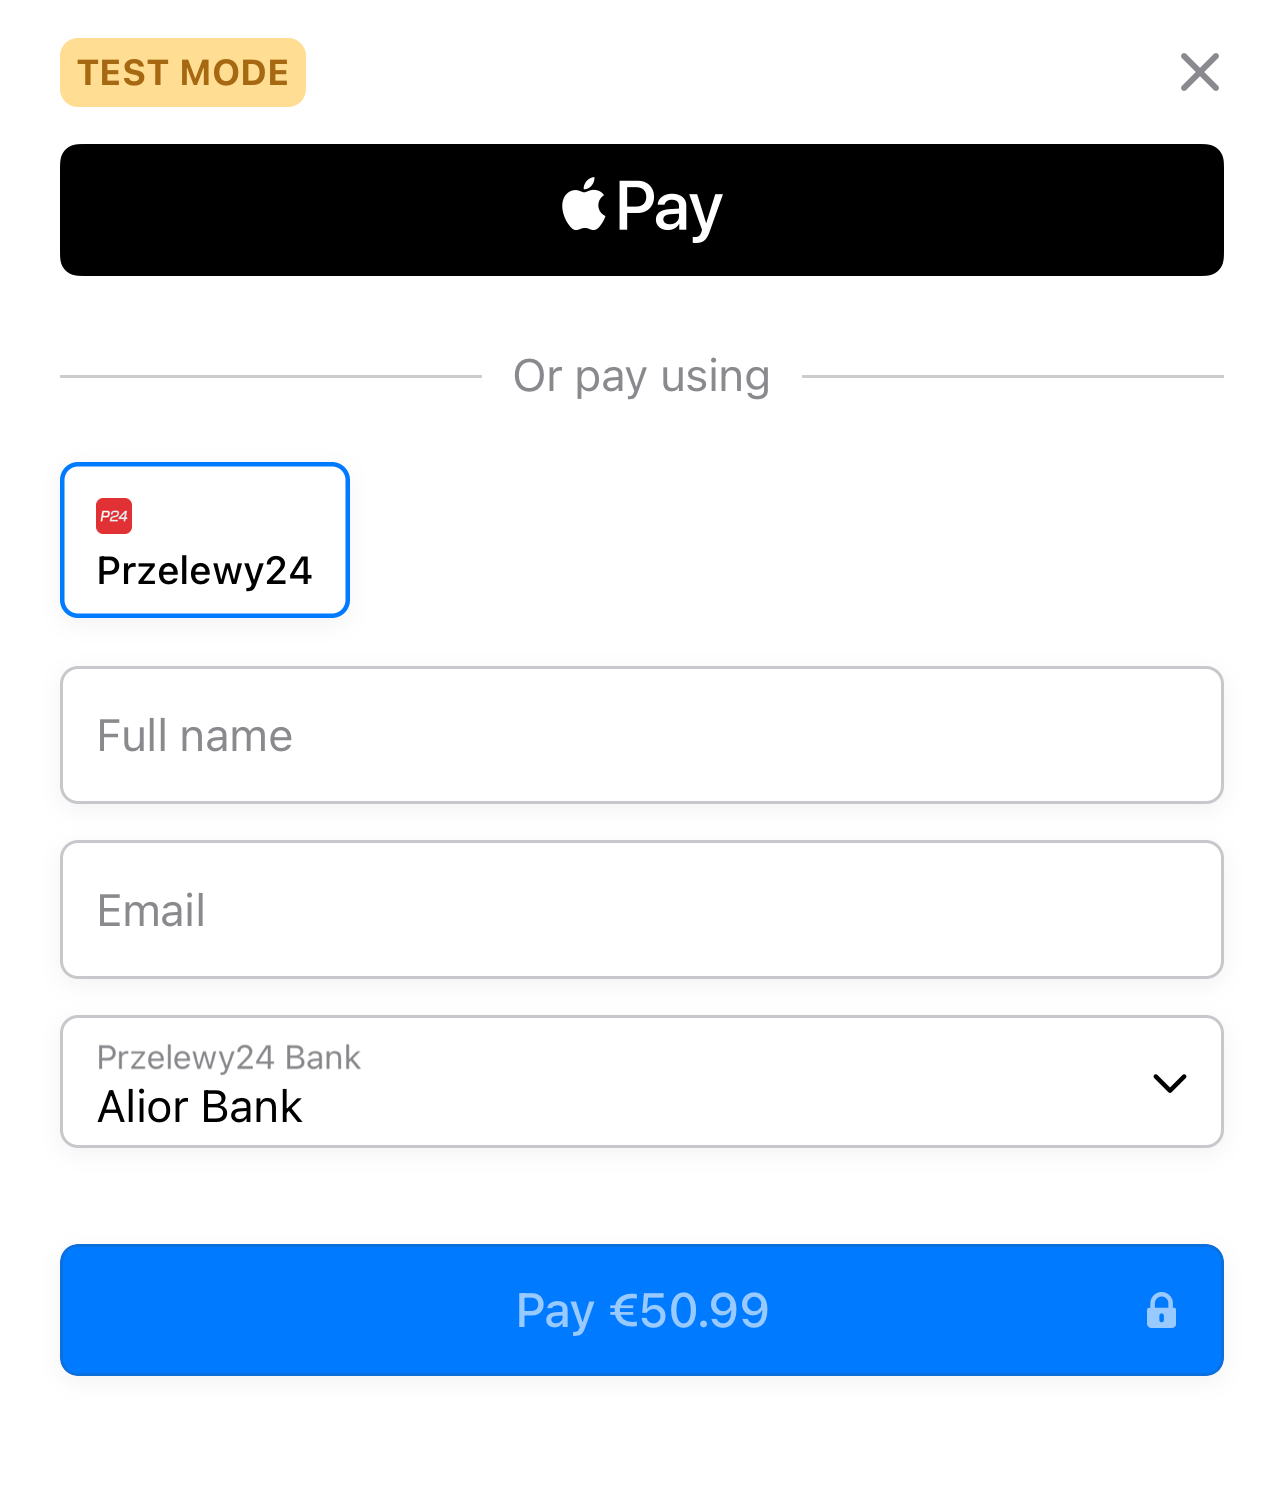 TEST MODE
Pay
Or pay using
P24
Przelewy24
Full name
Email
Przelewy24 Bank
Alior Bank
Pay €50.99